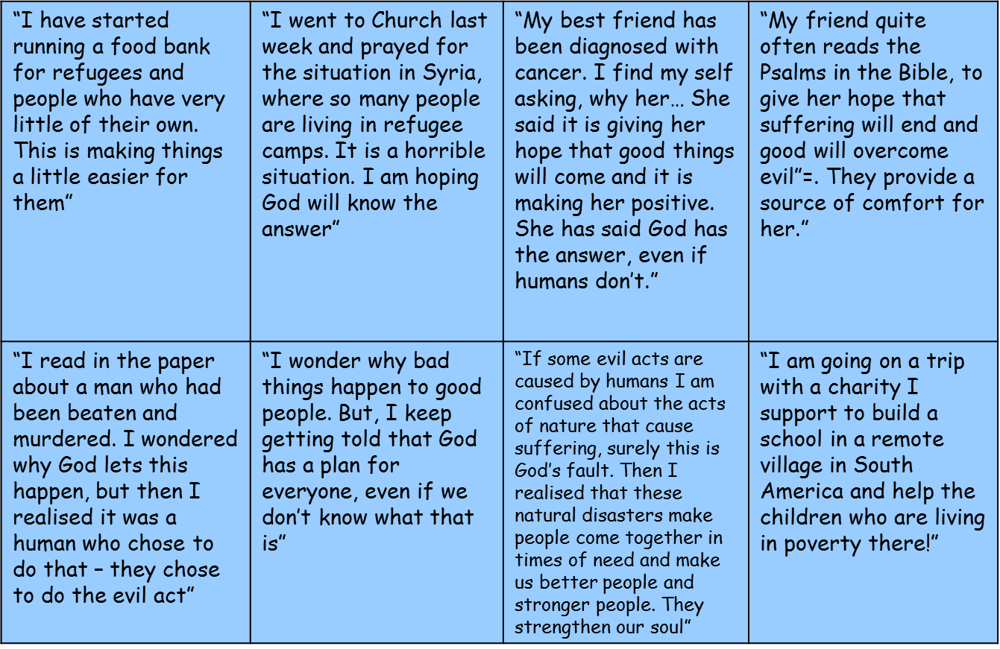 “I have started
running a food bank
for refugees and
people who have very
little of their own.
This is making things
a little easier for
them”
“I went to Church last
week and prayed for
the situation in Syria,
where so many people
are living in refugee
camps. It is a horrible
situation. I am hoping
God will know the
answer”
“My best friend has
been diagnosed with
cancer. I find my self
asking, why her… She
said it is giving her
hope that good things
will come and it is
making her positive.
She has said God has
the answer, even if
humans don’t.”
“My friend quite
often reads the
Psalms in the Bible, to
give her hope that
suffering will end and
good will overcome
evil”=. They provide a
source of comfort for
her.”
“I read in the paper
about a man who had
been beaten and
murdered. I wondered
why God lets this
happen, but then I
realised it was a
human who chose to
do that – they chose
to do the evil act”
“I wonder why bad
things happen to good
people. But, I keep
getting told that God
has a plan for
everyone, even if we
don’t know what that
is”
“If some evil acts are
caused by humans I am
confused about the acts
of nature that cause
suffering, surely this is
God’s fault. Then I
realised that these
natural disasters make
people come together in
times of need and make
us better people and
stronger people. They
strengthen our soul”
“I am going on a trip
with a charity I
support to build a
school in a remote
village in South
America and help the
children who are living
in poverty there!”